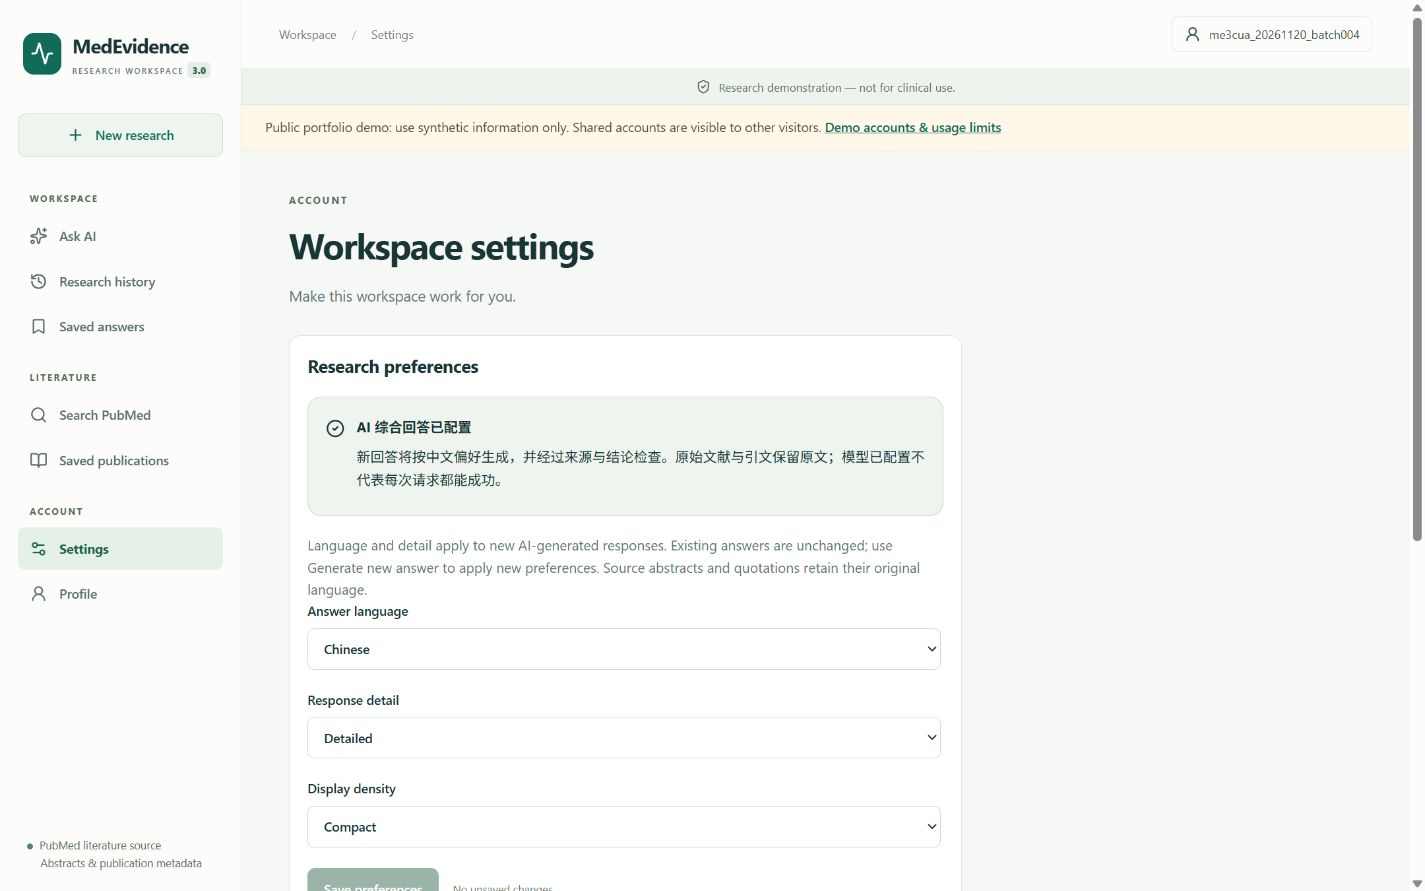 MedEvidence
RESEARCH WORKSPACE 3.0
New research
WORKSPACE
Ask AI
Research history
Saved answers
LITERATURE
Search PubMed
Saved publications
ACCOUNT
Settings
Profile
PubMed literature source
Abstracts & publication metadata
Workspace / Settings
me3cua_20261120_batch004
Research demonstration — not for clinical use.
Public portfolio demo: use synthetic information only. Shared accounts are visible to other visitors. Demo accounts & usage limits
ACCOUNT
Workspace settings
Make this workspace work for you.
Research preferences
AI 综合回答已配置
新回答将按中文偏好生成，并经过来源与结论检查。原始文献与引文保留原文；模型已配置不
代表每次请求都能成功。
Language and detail apply to new AI-generated responses. Existing answers are unchanged; use
Generate new answer to apply new preferences. Source abstracts and quotations retain their original
language.
Answer language
Chinese
Response detail
Detailed
Display density
Compact
Save preferences
No unsaved changes